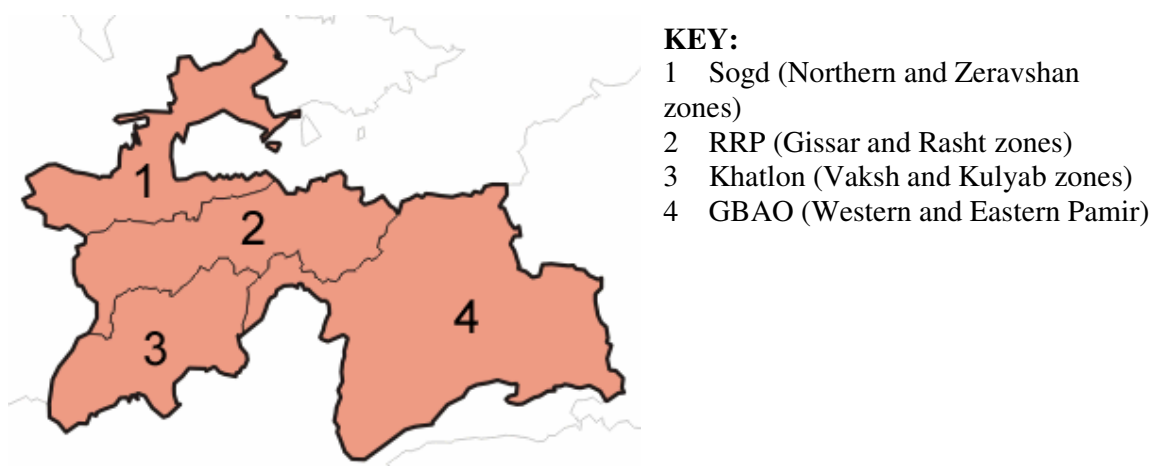 KEY:
1 Sogd (Northern and Zeravshan
zones)
2 RRP (Gissar and Rasht zones)
3 Khatlon (Vaksh and Kulyab zones)
4 GBAO (Western and Eastern Pamir)
1
2
3
4